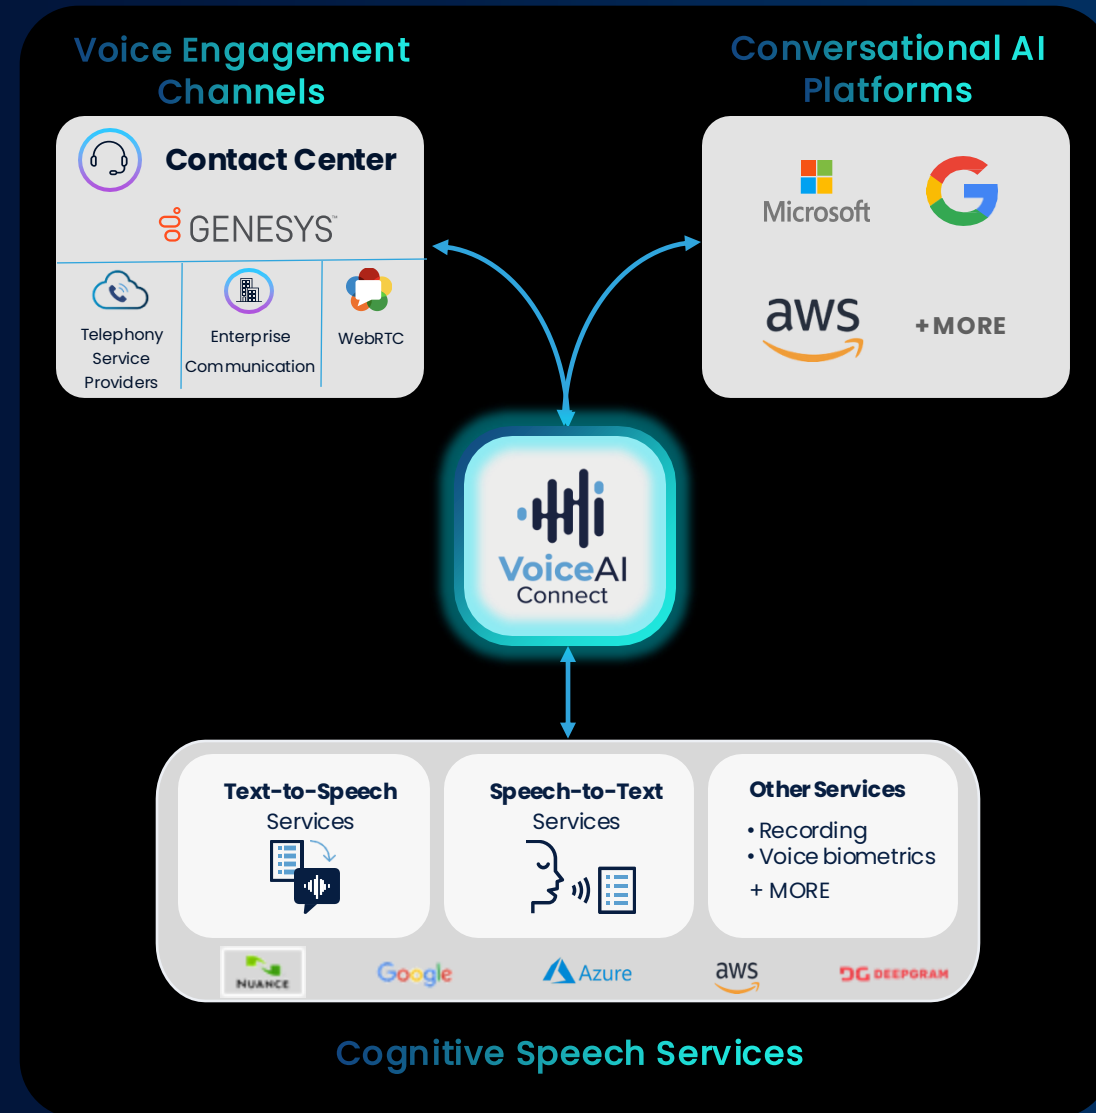 Voice Engagement
Channels
Contact Center
GENESYS™
Telephony
Service
Providers
Enterprise
Communication
WebRTC
Conversational AI
Platforms
Microsoft
G
aws
+MORE
VoiceAI
Connect
Text-to-Speech
Services
Speech-to-Text
Services
Other Services
• Recording
• Voice biometrics
+ MORE
NUANCE
Google
Azure
aws
DG DEEPGRAM
Cognitive Speech Services